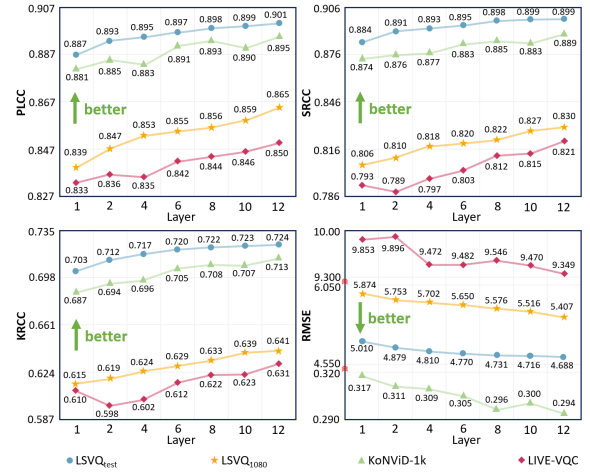 0.907
0.887
0.867
0.847
0.827
PLCC
0.887 0.893 0.895 0.897 0.898 0.899 0.901
0.881 0.885 0.883 0.891 0.893 0.890 0.895
better
0.839 0.847 0.853 0.855 0.856 0.859 0.865
0.833 0.836 0.835 0.842 0.844 0.846 0.850
1 2 4 6 8 10 12
Layer
0.906
0.876
0.846
0.816
0.786
SRCC
0.884 0.891 0.893 0.895 0.898 0.899 0.899
0.874 0.876 0.877 0.883 0.885 0.883 0.889
better
0.806 0.810 0.818 0.820 0.822 0.827 0.830
0.793 0.789 0.797 0.803 0.812 0.815 0.821
1 2 4 6 8 10 12
Layer
0.735
0.698
0.661
0.624
0.587
KRCC
0.703 0.712 0.717 0.720 0.722 0.723 0.724
0.687 0.694 0.696 0.705 0.708 0.707 0.713
better
0.615 0.619 0.624 0.629 0.633 0.639 0.641
0.610 0.598 0.602 0.612 0.622 0.623 0.631
1 2 4 6 8 10 12
Layer
10.00
9.300
6.050
4.550
0.320
0.290
RMSE
9.853 9.896 9.472 9.482 9.546 9.470 9.349
5.874 5.753 5.702 5.650 5.576 5.516 5.407
better
5.010 4.879 4.810 4.770 4.731 4.716 4.688
0.317 0.311 0.309 0.305 0.296 0.300 0.294
1 2 4 6 8 10 12
Layer
LSVQtest LSVQ1080 KoNViD-1k LIVE-VQC